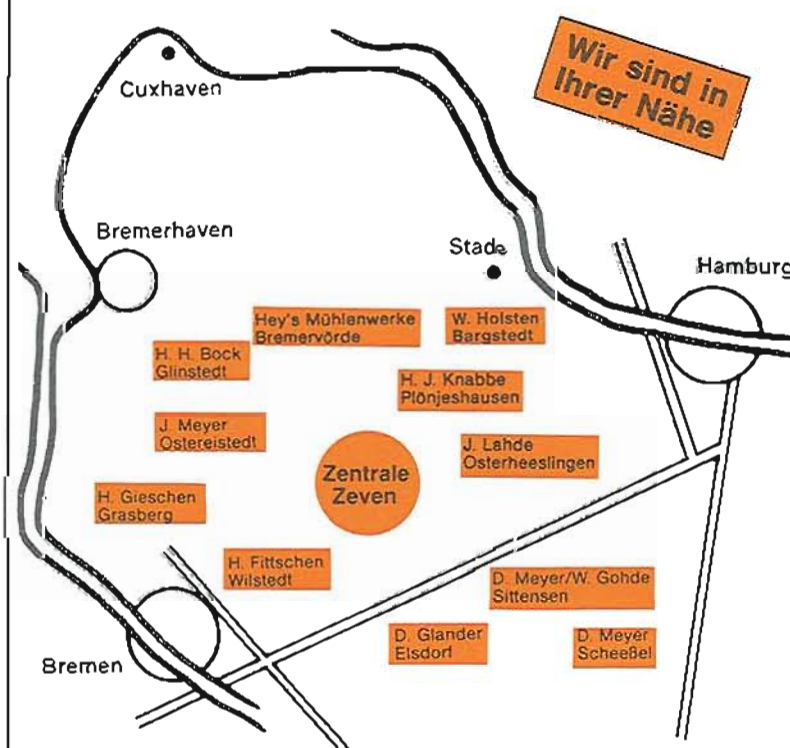 Wir sind in
Ihrer Nähe
Cuxhaven
Bremerhaven
Stade
Hamburg
Hey's Mühlenwerke
Bremervörde
W. Holsten
Bargstedt
H. H. Bock
Glinstedt
H. J. Knabbe
Plönjeshausen
J. Meyer
Ostereistedt
J. Lahde
Osterheeslingen
Zentrale
Zeven
H. Gieschen
Grasberg
H. Fittschen
Wilstedt
D. Meyer/W. Gohde
Sittensen
D. Glander
Elsdorf
D. Meyer
Scheeßel
Bremen